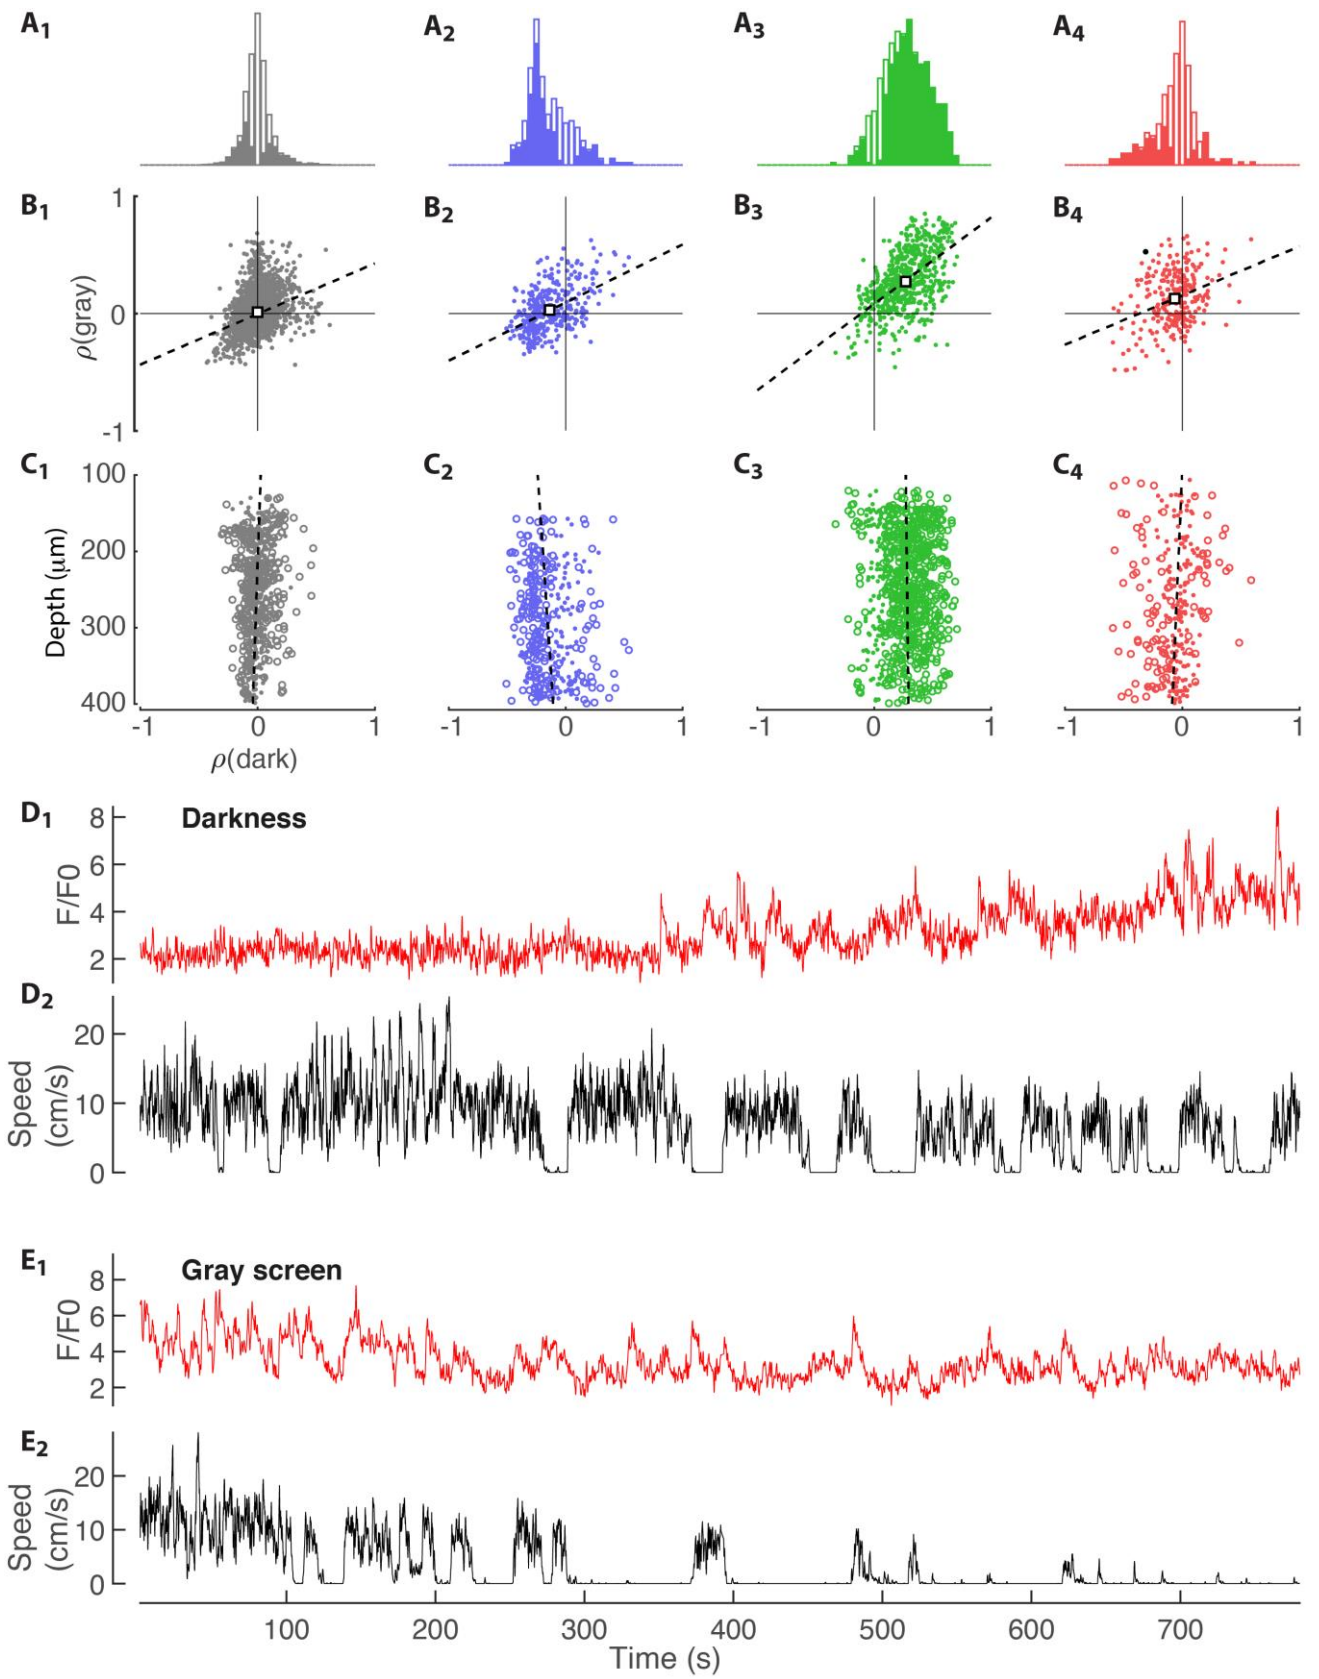 A1 A2 A3 A4
B1 B2 B3 B4
1
0
-1
ρ(gray)
C1 C2 C3 C4
100
200
300
400
Depth (μm)
-1 0 1 -1 0 1 -1 0 1 -1 0 1
ρ(dark)
D1 Darkness
8
6
4
2
F/F0
D2
20
10
0
Speed
(cm/s)
E1 Gray screen
8
6
4
2
F/F0
E2
20
10
0
Speed
(cm/s)
100 200 300 400 500 600 700
Time (s)